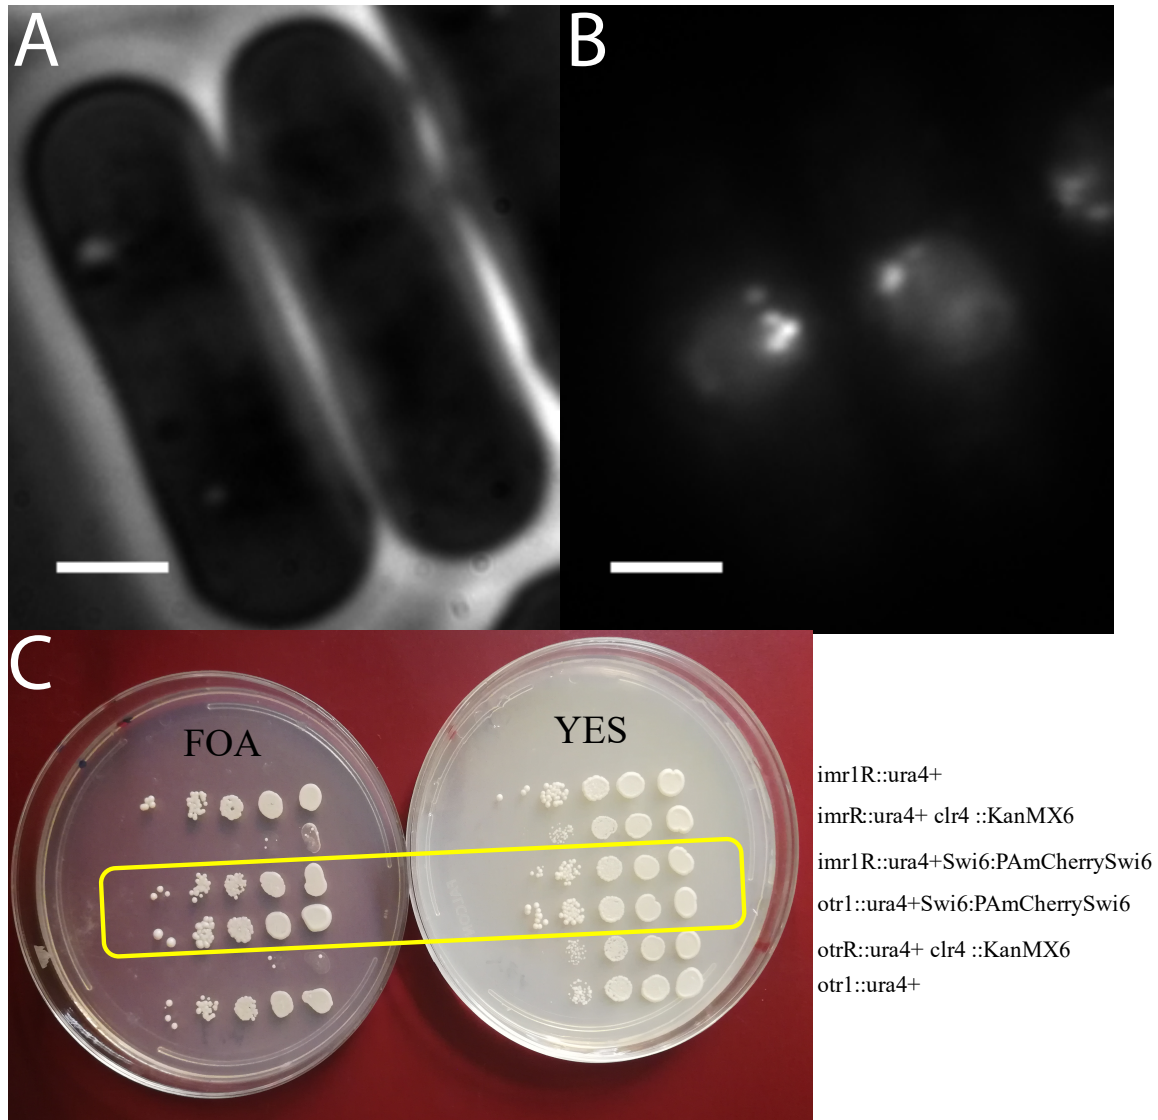 A
B
C
FOA
YES
imr1R::ura4+
imrR::ura4+ clr4 ::KanMX6
imr1R::ura4+Swi6:PAmCherrySwi6
otr1::ura4+Swi6:PAmCherrySwi6
otrR::ura4+ clr4 ::KanMX6
otr1::ura4+